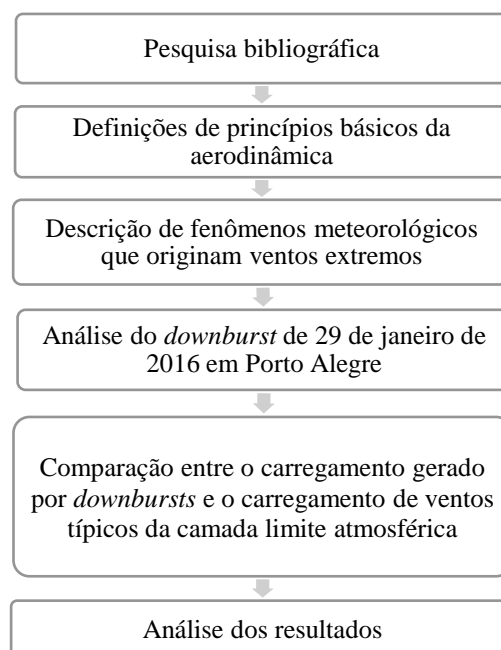 Pesquisa bibliográfica
Definições de princípios básicos da
aerodinâmica
Descrição de fenômenos meteorológicos
que originam ventos extremos
Análise do downburst de 29 de janeiro de
2016 em Porto Alegre
Comparação entre o carregamento gerado
por downbursts e o carregamento de ventos
típicos da camada limite atmosférica
Análise dos resultados